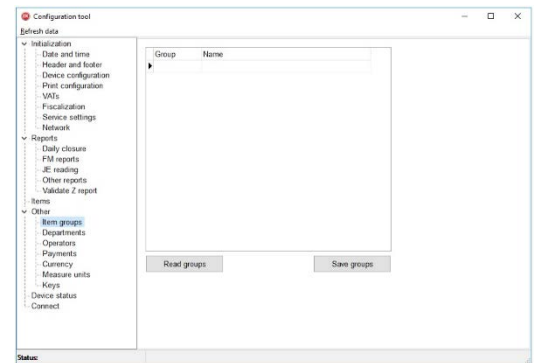 Configuration tool
Refresh data
Initialization
Date and time
Header and footer
Device configuration
Print configuration
VATs
Fiscalization
Service settings
Network
Reports
Daily closure
FM reports
JE reading
Other reports
Validate Z report
Items
Other
Item groups
Departments
Operators
Payments
Currency
Measure units
Keys
Device status
Connect
Group Name
Read groups Save groups
Status: